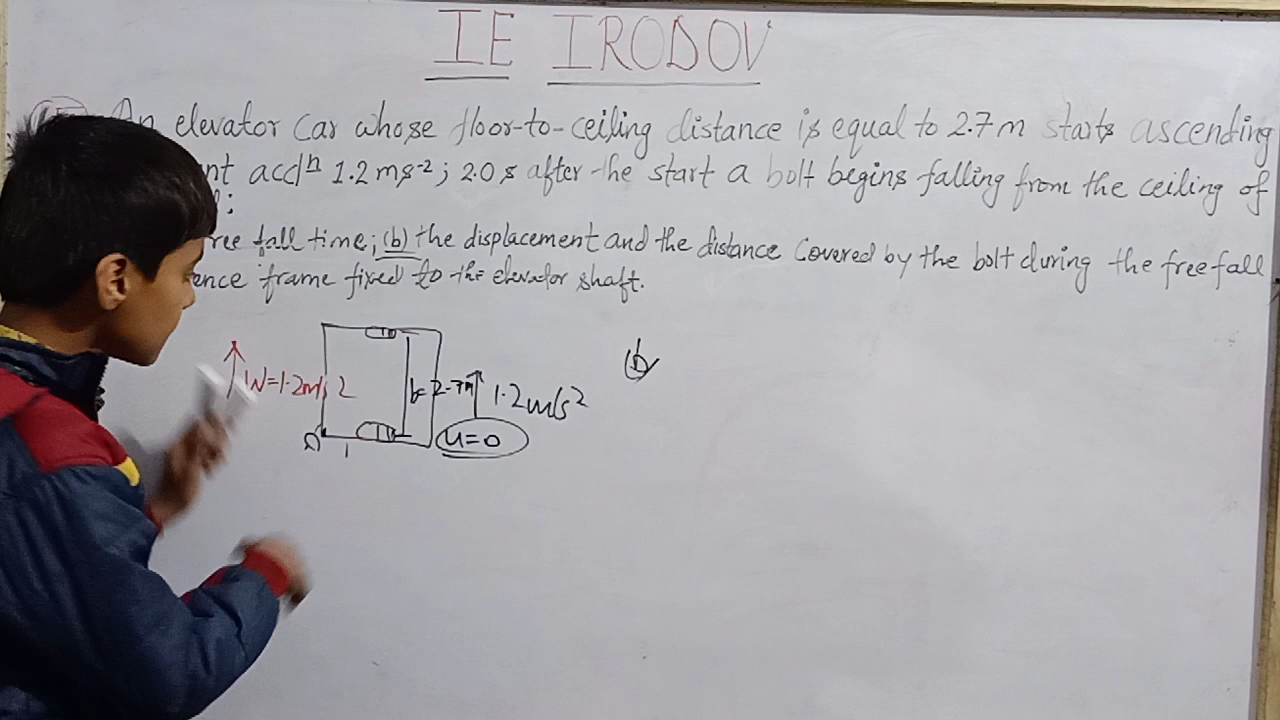 IE IRODOV
An elevator car whose floor-to-ceiling distance is equal to 2.7 m starts ascending
nt accl^n 1.2 ms^-2; 2.0 s after the start a bolt begins falling from the ceiling of
:
ree fall time; (b) the displacement and the distance covered by the bolt during the free fall
ence frame fixed to the elevator shaft.
W=1.2m/s2
2.7m
1.2m/s2
u=0
(b)